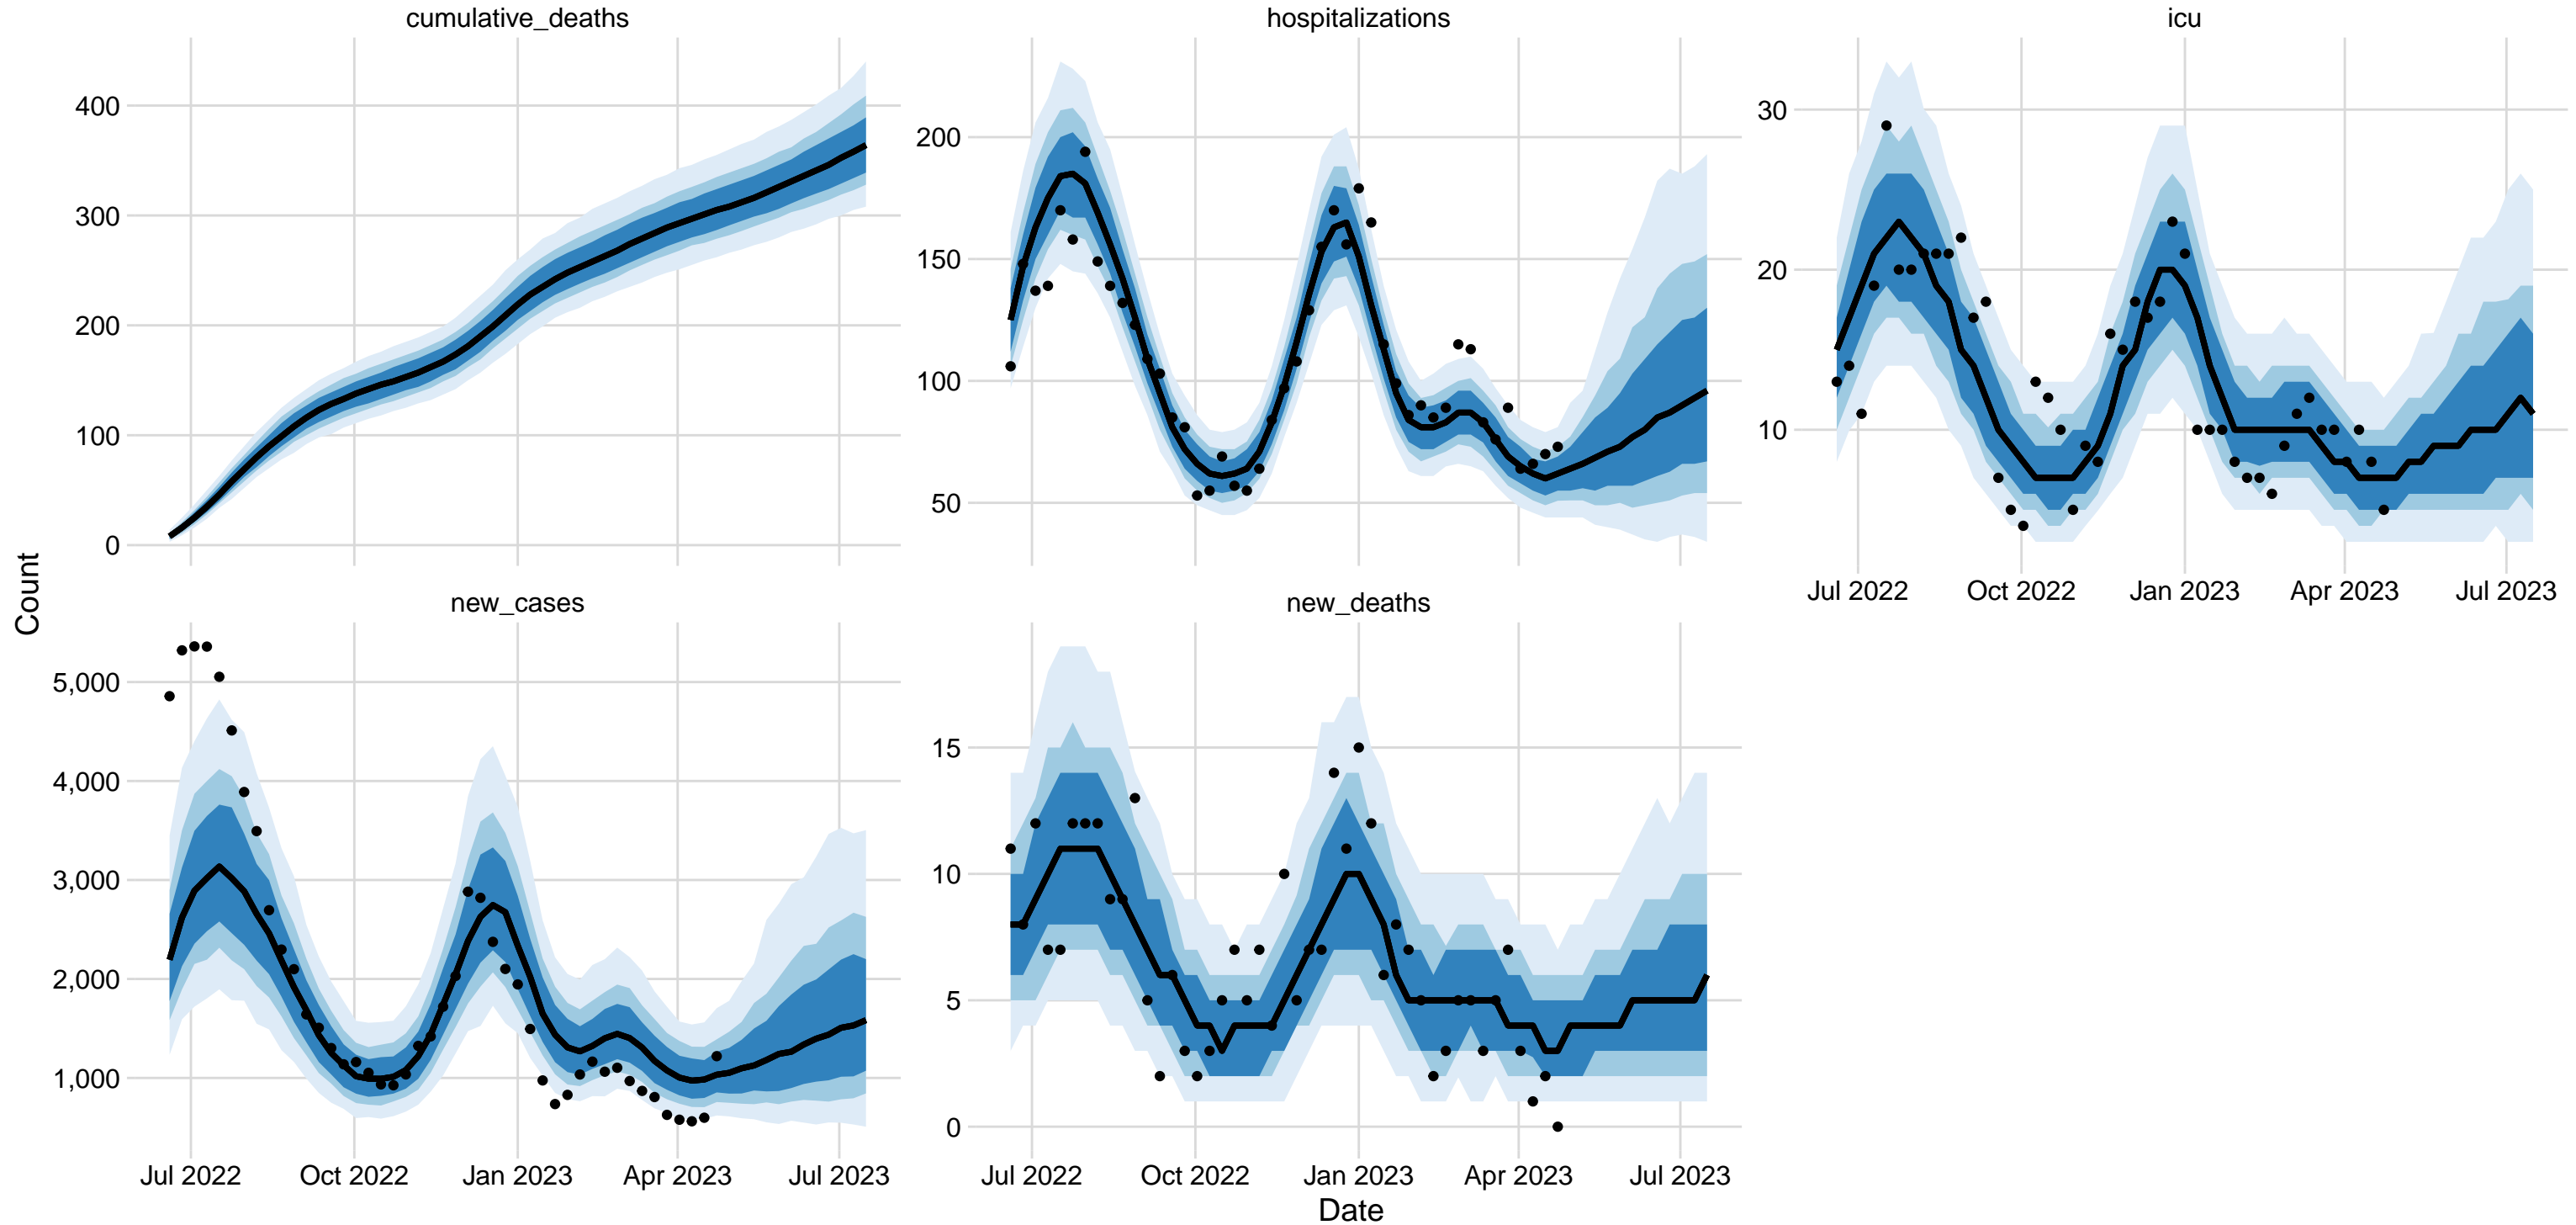 cumulative_deaths
hospitalizations
icu
400
300
200
100
0
200
150
100
50
30
20
10
Jul 2022
Oct 2022
Jan 2023
Apr 2023
Jul 2023
Count
new_cases
new_deaths
5,000
4,000
3,000
2,000
1,000
15
10
5
0
Jul 2022
Oct 2022
Jan 2023
Apr 2023
Jul 2023
Jul 2022
Oct 2022
Jan 2023
Apr 2023
Jul 2023
Date